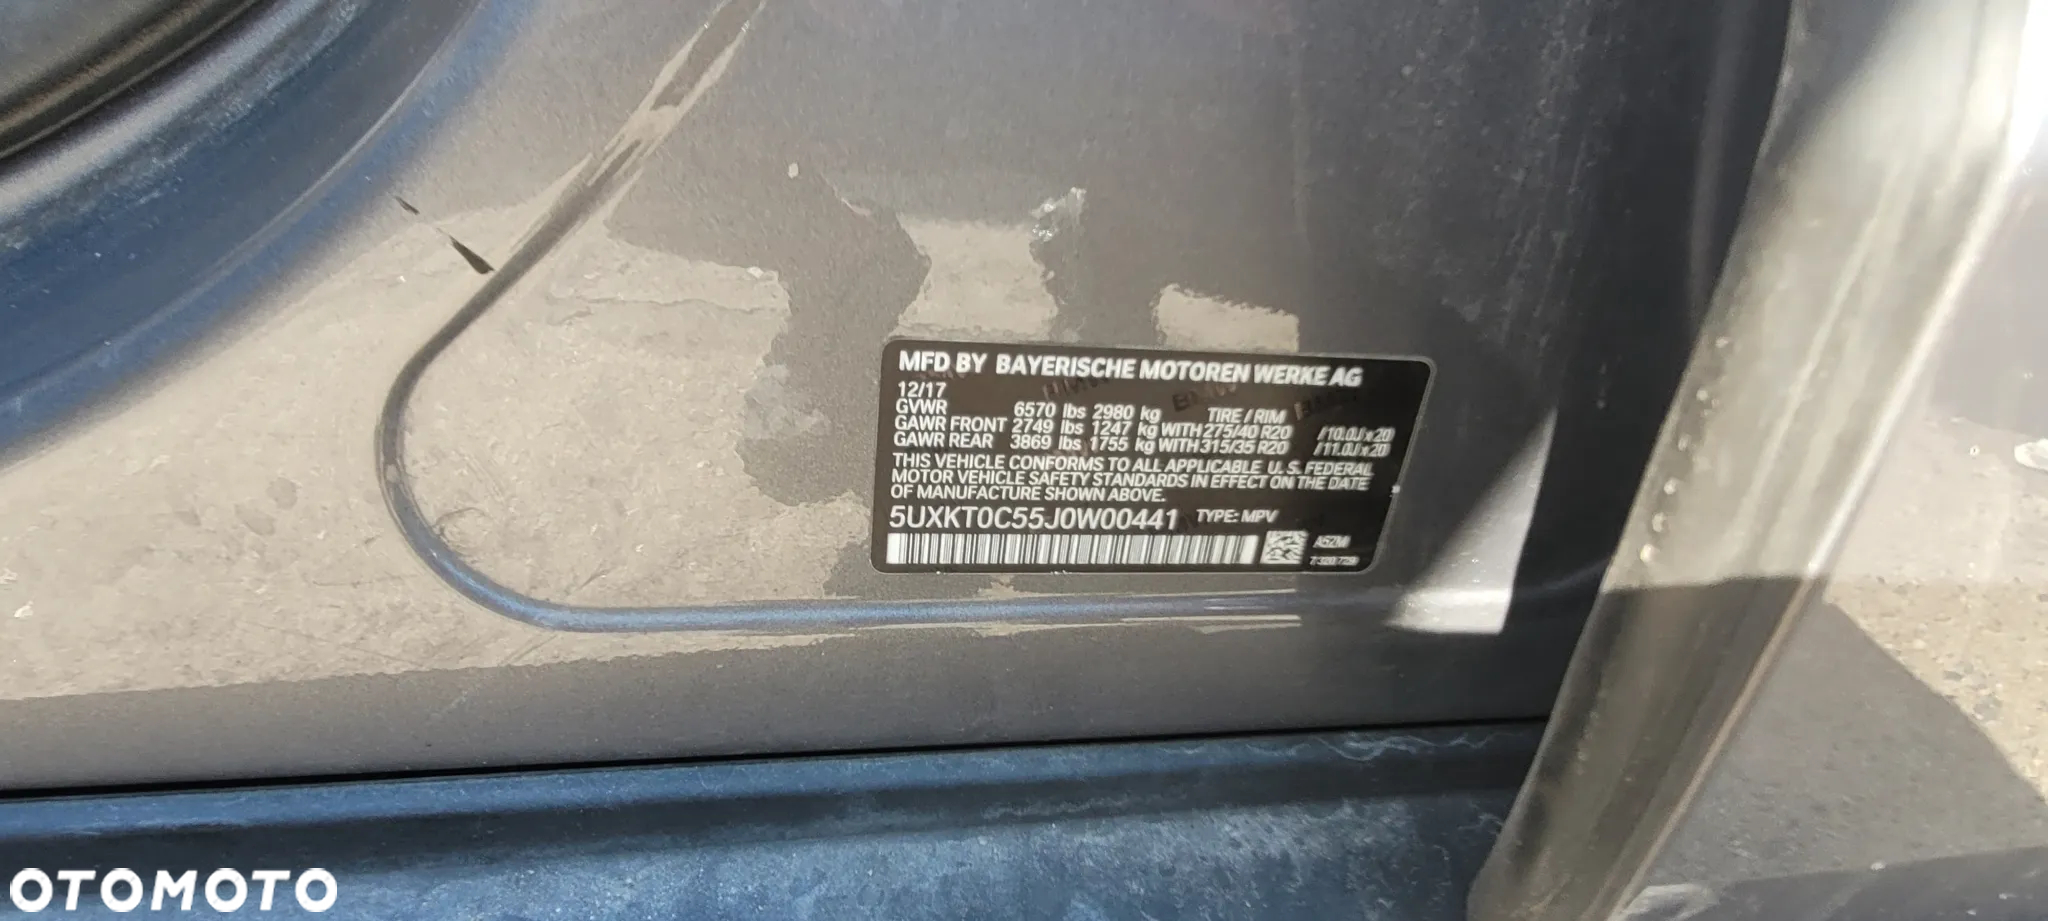 MFD BY BAYERISCHE MOTOREN WERKE AG
12/17
GVWR 6570 lbs 2980 kg TIRE / RIM
GAWR FRONT 2749 lbs 1247 kg WITH 275/40 R20 /10.0J x 20
GAWR REAR 3869 lbs 1755 kg WITH 315/35 R20 /11.0J x 20
THIS VEHICLE CONFORMS TO ALL APPLICABLE U.S. FEDERAL
MOTOR VEHICLE SAFETY STANDARDS IN EFFECT ON THE DATE
OF MANUFACTURE SHOWN ABOVE.
5UXKT0C55J0W00441 TYPE: MPV
A52M
OTOMOTO